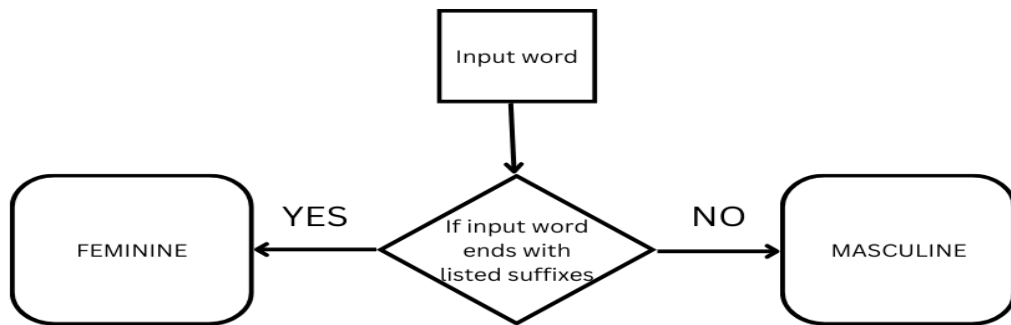 Input word
YES
NO
If input word
ends with
listed suffixes
FEMININE
MASCULINE